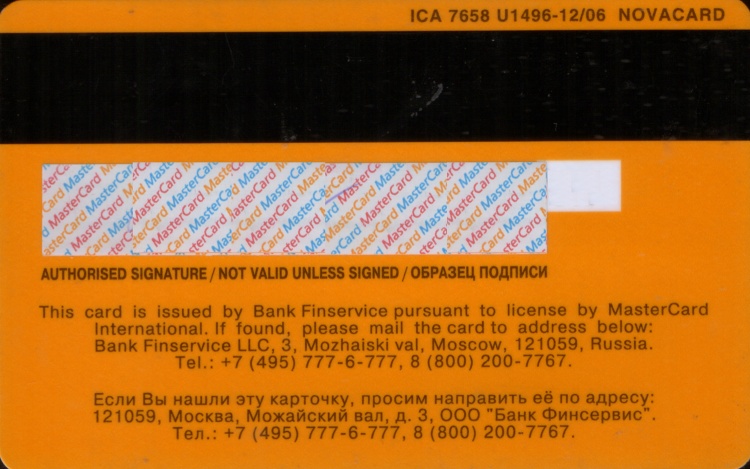 ICA 7658 U1496-12/06 NOVACARD
MasterCard MasterCard MasterCard MasterCard
AUTHORISED SIGNATURE / NOT VALID UNLESS SIGNED / ОБРАЗЕЦ ПОДПИСИ
This card is issued by Bank Finservice pursuant to license by MasterCard
International. If found, please mail the card to address below:
Bank Finservice LLC, 3, Mozhaiski val, Moscow, 121059, Russia.
Tel.: +7 (495) 777-6-777, 8 (800) 200-7767.
Если Вы нашли эту карточку, просим направить её по адресу:
121059, Москва, Можайский вал, д. 3, ООО "Банк Финсервис".
Тел.: +7 (495) 777-6-777, 8 (800) 200-7767.